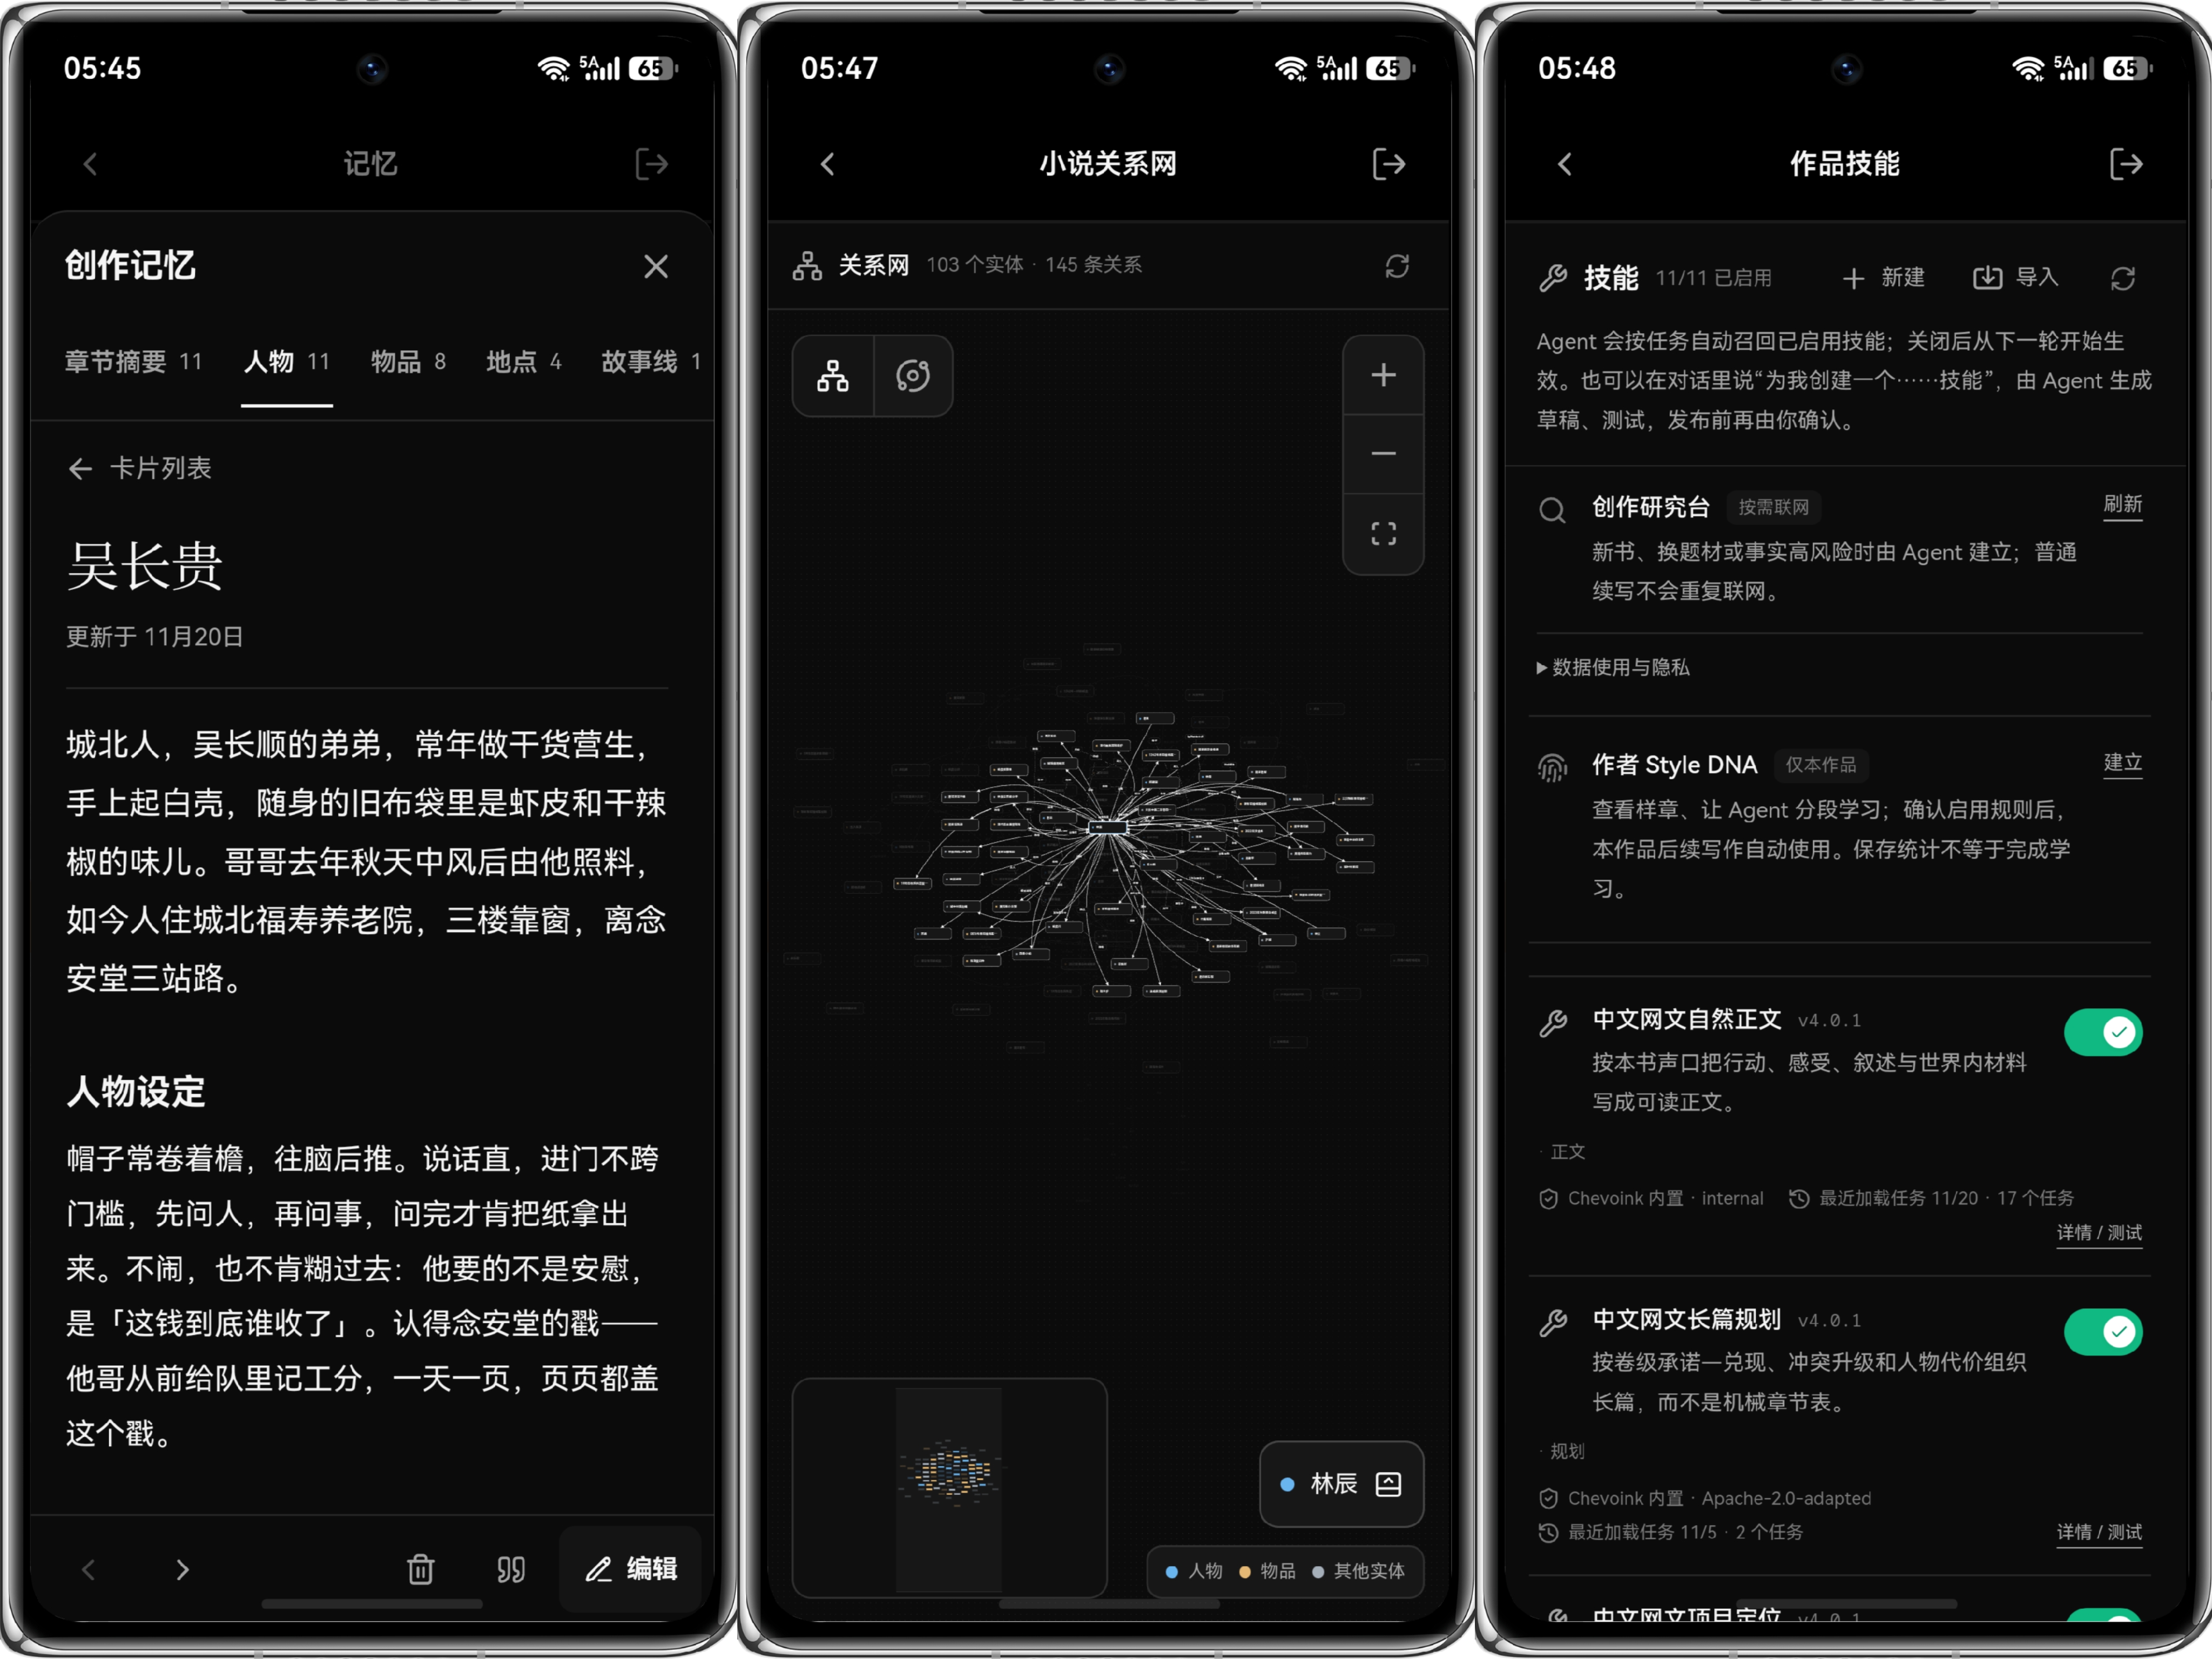 05:45
5A
65
记忆
创作记忆
章节摘要 11
人物 11
物品 8
地点 4
故事线 1
卡片列表
吴长贵
更新于 11月20日
城北人，吴长顺的弟弟，常年做干货营生，
手上起白壳，随身的旧布袋里是虾皮和干辣
椒的味儿。哥哥去年秋天中风后由他照料，
如今人住城北福寿养老院，三楼靠窗，离念
安堂三站路。
人物设定
帽子常卷着檐，往脑后推。说话直，进门不跨
门槛，先问人，再问事，问完才肯把纸拿出
来。不闹，也不肯糊过去：他要的不是安慰，
是「这钱到底谁收了」。认得念安堂的戳——
他哥从前给队里记工分，一天一页，页页都盖
这个戳。
编辑
05:47
5A
65
小说关系网
关系网 103 个实体 · 145 条关系
林辰
人物
物品
其他实体
05:48
5A
65
作品技能
技能 11/11 已启用
新建
导入
Agent 会按任务自动召回已启用技能；关闭后从下一轮开始生
效。也可以在对话里说“为我创建一个……技能”，由 Agent 生成
草稿、测试，发布前再由你确认。
创作研究台 按需联网
刷新
新书、换题材或事实高风险时由 Agent 建立；普通
续写不会重复联网。
数据使用与隐私
作者 Style DNA 仅本作品
建立
查看样章、让 Agent 分段学习；确认启用规则后，
本作品后续写作自动使用。保存统计不等于完成学
习。
中文网文自然正文 v4.0.1
按本书声口把行动、感受、叙述与世界内材料
写成可读正文。
· 正文
Chevoink 内置 · internal
最近加载任务 11/20 · 17 个任务
详情 / 测试
中文网文长篇规划 v4.0.1
按卷级承诺—兑现、冲突升级和人物代价组织
长篇，而不是机械章节表。
· 规划
Chevoink 内置 · Apache-2.0-adapted
最近加载任务 11/5 · 2 个任务
详情 / 测试
中文网文项目定位 v4.0.1